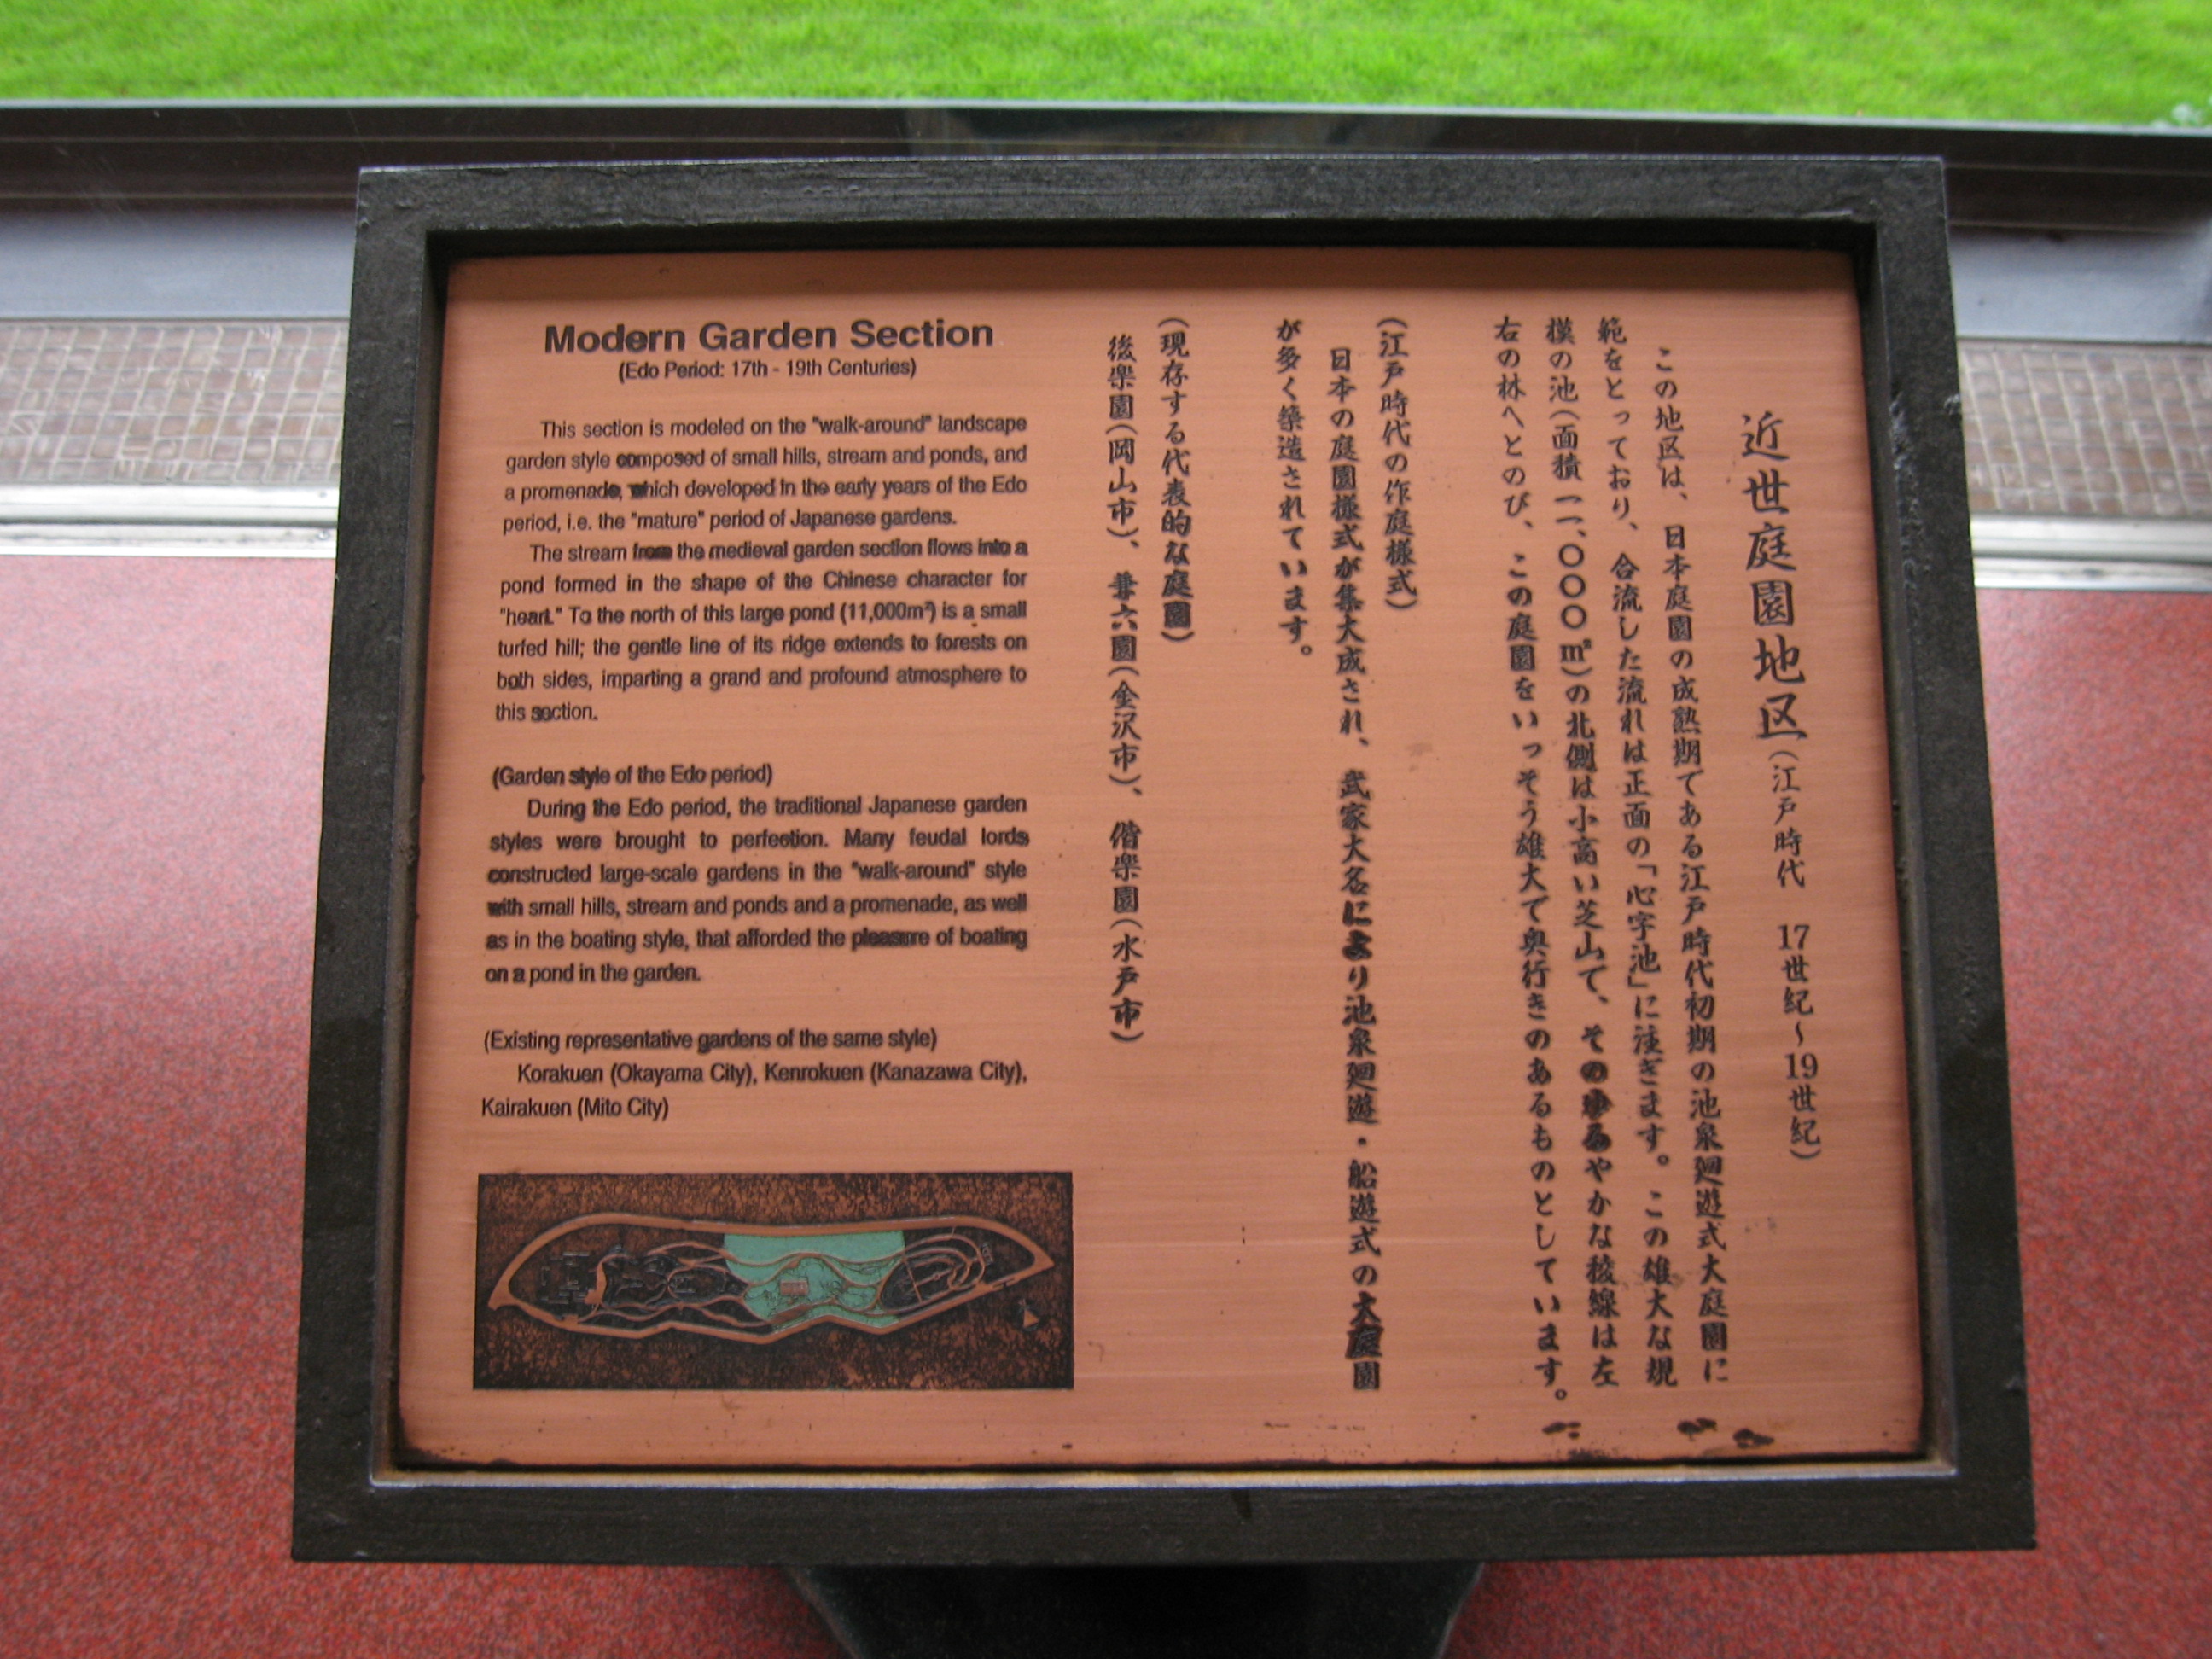 Modern Garden Section
(Edo Period: 17th - 19th Centuries)
This section is modeled on the "walk-around" landscape
garden style composed of small hills, stream and ponds, and
a promenade, which developed in the early years of the Edo
period, i.e. the "mature" period of Japanese gardens.
The stream from the medieval garden section flows into a
pond formed in the shape of the Chinese character for
"heart." To the north of this large pond (11,000m²) is a small
turfed hill; the gentle line of its ridge extends to forests on
both sides, imparting a grand and profound atmosphere to
this section.
(Garden style of the Edo period)
During the Edo period, the traditional Japanese garden
styles were brought to perfection. Many feudal lords
constructed large-scale gardens in the "walk-around" style
with small hills, stream and ponds and a promenade, as well
as in the boating style, that afforded the pleasure of boating
on a pond in the garden.
(Existing representative gardens of the same style)
Korakuen (Okayama City), Kenrokuen (Kanazawa City),
Kairakuen (Mito City)
近世庭園地区(江戸時代 17世紀〜19世紀)
この地区は、日本庭園の成熟期である江戸時代初期の池泉廻遊式大庭園に
範をとっており、合流した流れは正面の「心字池」に注ぎます。この雄大な規
模の池(面積一一、〇〇〇㎡)の北側は小高い芝山で、そのゆるやかな稜線は左
右の林へとのび、この庭園をいっそう雄大で奥行きのあるものとしています。
(江戸時代の作庭様式)
日本の庭園様式が集大成され、武家大名により池泉廻遊・船遊式の大庭園
が多く築造されています。
(現存する代表的な庭園)
後楽園(岡山市)、兼六園(金沢市)、偕楽園(水戸市)